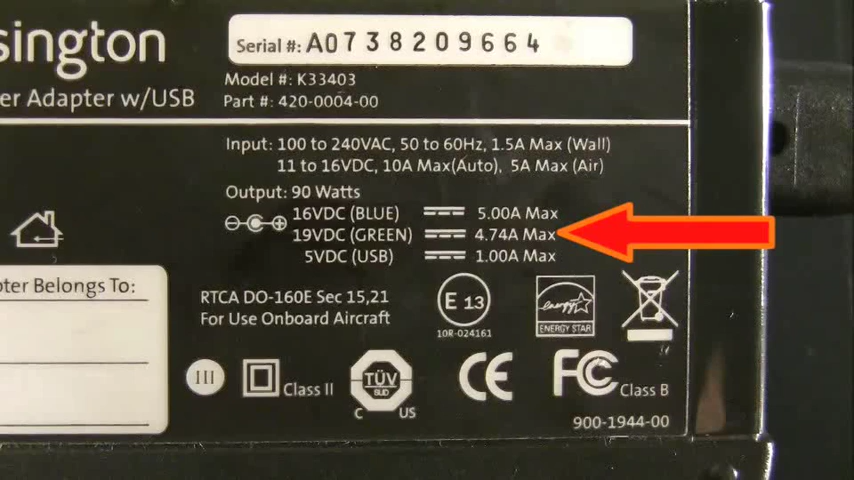 sington
er Adapter w/USB
Serial #: A0738209664
Model #: K33403
Part #: 420-0004-00
Input: 100 to 240VAC, 50 to 60Hz, 1.5A Max (Wall)
11 to 16VDC, 10A Max(Auto), 5A Max (Air)
Output: 90 Watts
16VDC (BLUE) 5.00A Max
19VDC (GREEN) 4.74A Max
5VDC (USB) 1.00A Max
pter Belongs To:
RTCA DO-160E Sec 15,21
For Use Onboard Aircraft
E 13
10R-024161
energy
ENERGY STAR
III
Class II
TÜV
SÜD
C US
CE
FC
Class B
900-1944-00